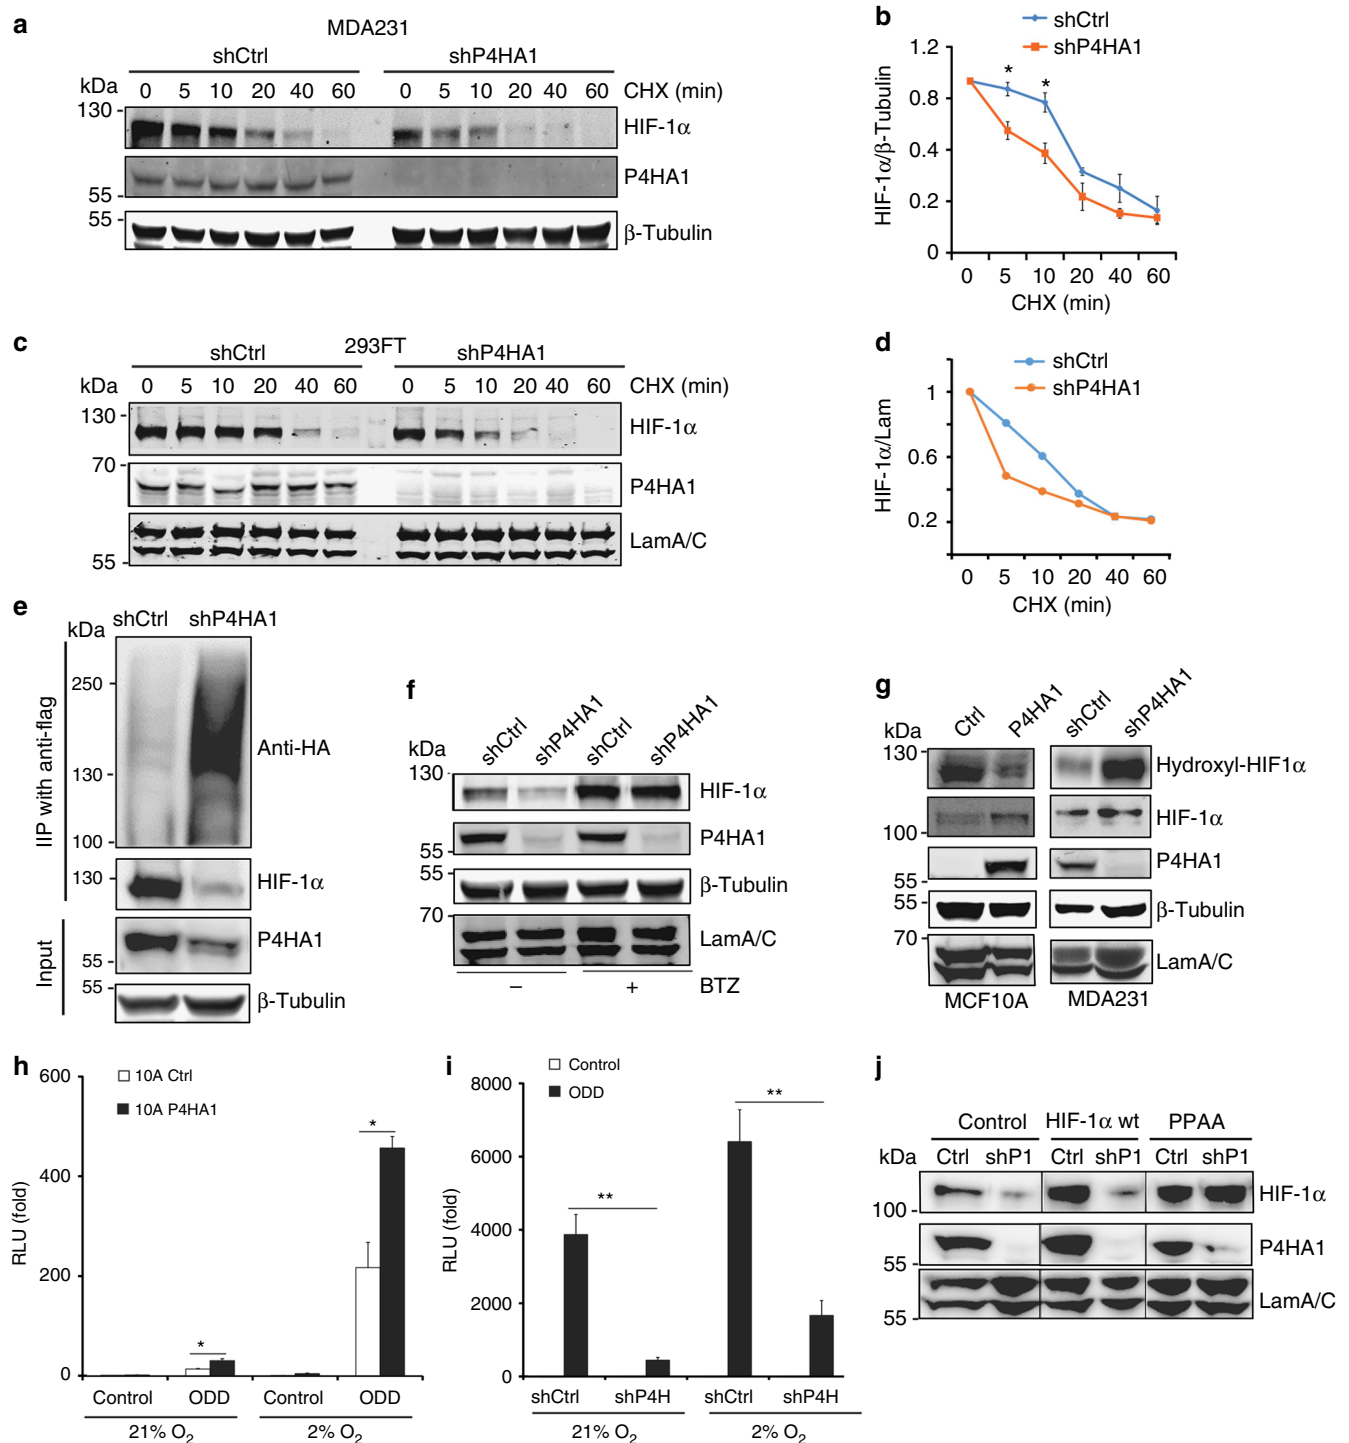 a
MDA231
shCtrl shP4HA1
kDa 0 5 10 20 40 60 0 5 10 20 40 60 CHX (min)
130
HIF-1α
P4HA1
55
55
β-Tubulin
b
shCtrl
shP4HA1
1.2
0.8
0.4
0.2
0
* *
HIF-1α/β-Tubulin
0 5 10 20 40 60
CHX (min)
c
shCtrl 293FT shP4HA1
kDa 0 5 10 20 40 60 0 5 10 20 40 60 CHX (min)
130
HIF-1α
70
P4HA1
LamA/C
55
d
shCtrl
shP4HA1
1
0.6
0.2
HIF-1α/Lam
0 5 10 20 40 60
CHX (min)
e
shCtrl shP4HA1
kDa
250
Anti-HA
130
100
130
HIF-1α
P4HA1
55
55
β-Tubulin
IIP with anti-flag
Input
f
shCtrl shP4HA1 shCtrl shP4HA1
kDa
130
HIF-1α
P4HA1
55
55
β-Tubulin
70
LamA/C
– + BTZ
g
Ctrl P4HA1 shCtrl shP4HA1
kDa
130
Hydroxyl-HIF1α
HIF-1α
100
P4HA1
55
55
β-Tubulin
70
LamA/C
MCF10A MDA231
h
10A Ctrl
10A P4HA1
600
400
200
0
RLU (fold)
* *
Control ODD Control ODD
21% O2 2% O2
i
Control
ODD
8000
6000
4000
2000
0
RLU (fold)
** **
shCtrl shP4H shCtrl shP4H
21% O2 2% O2
j
Control HIF-1α wt PPAA
kDa Ctrl shP1 Ctrl shP1 Ctrl shP1
HIF-1α
100
P4HA1
55
LamA/C
55